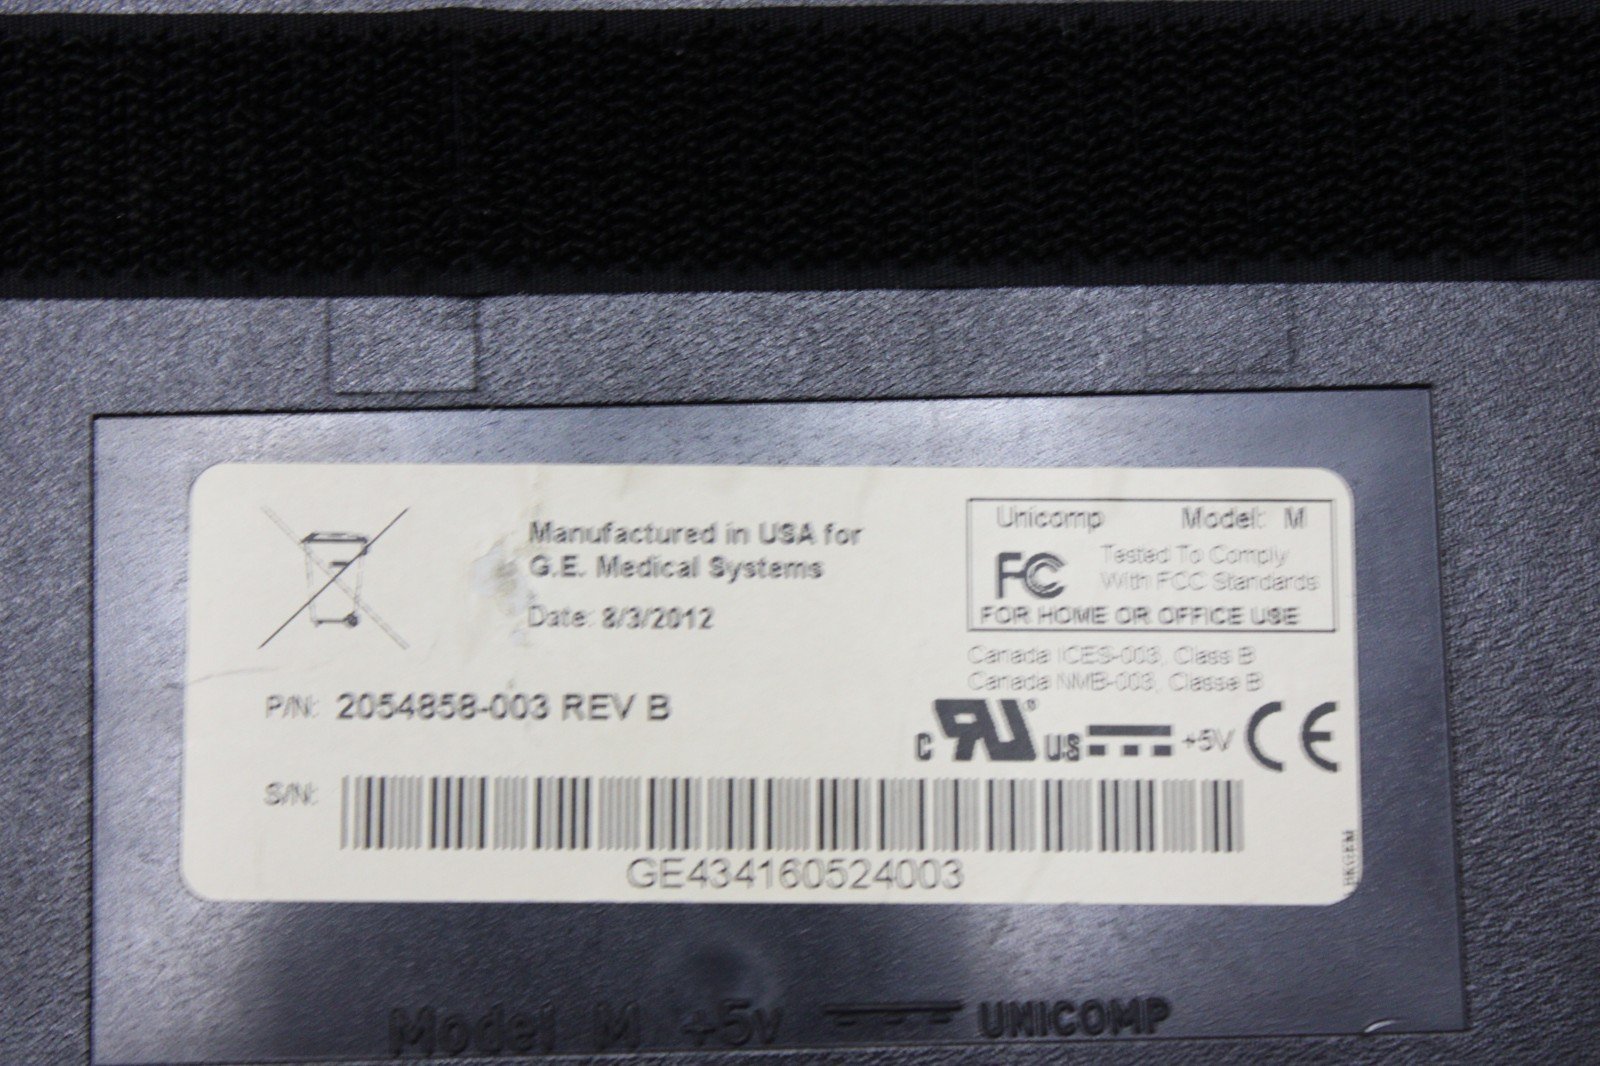 Manufactured in USA for
G.E. Medical Systems
Date: 8/3/2012
P/N: 2054858-003 REV B
S/N:
GE434160524003
Unicomp Model: M
FC
Tested To Comply
With FCC Standards
FOR HOME OR OFFICE USE
Canada ICES-003, Class B
Canada NMB-003, Classe B
C RU® US +5V CE
Model M +5v UNICOMP